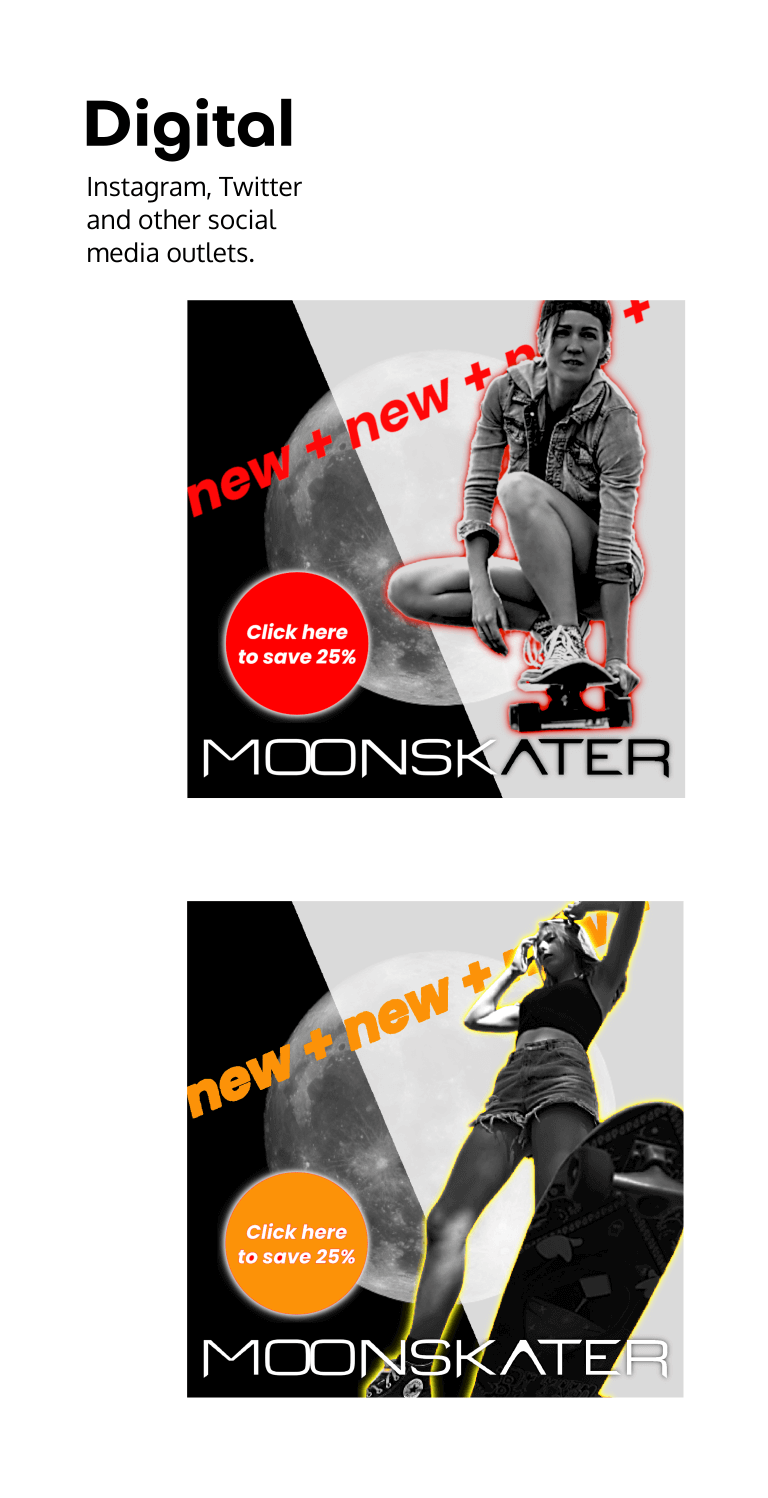 Digital
Instagram, Twitter
and other social
media outlets.
new + new + n +
Click here
to save 25%
MOONSKATER
new + new +
Click here
to save 25%
MOONSKATER